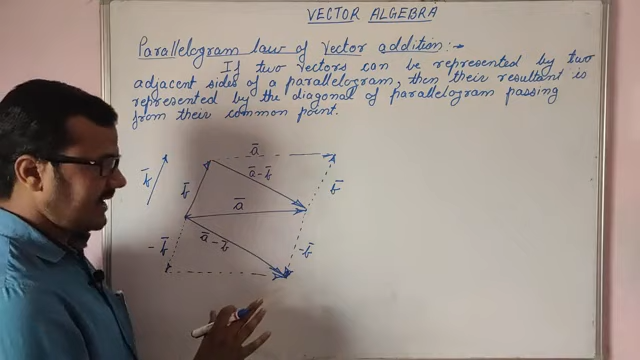 VECTOR ALGEBRA
Parallelogram law of vector addition:→
If two vectors can be represented by two
adjacent sides of a parallelogram, then their resultant is
represented by the diagonal of parallelogram passing
from their common point.
a̅
b̅
b̅
a̅-b̅
b̅
a̅
-b̅
a̅-b̅
-b̅